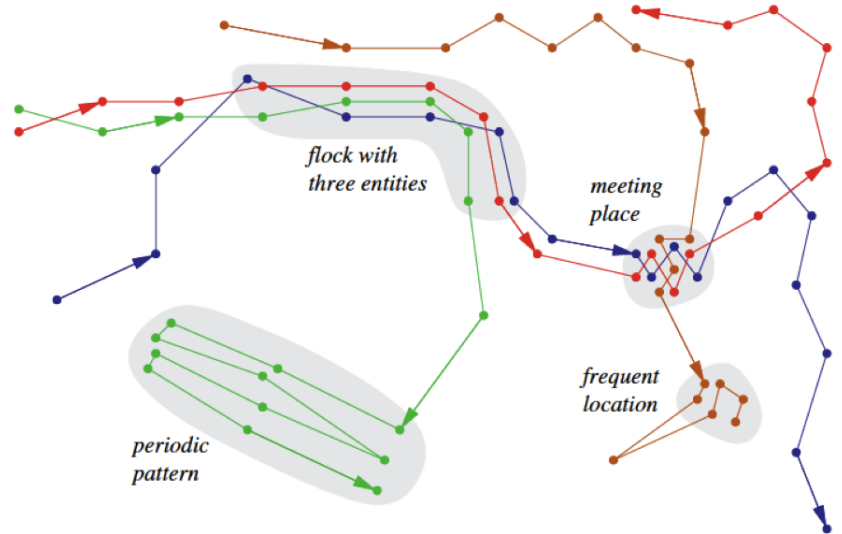 flock with
three entities
meeting
place
frequent
location
periodic
pattern